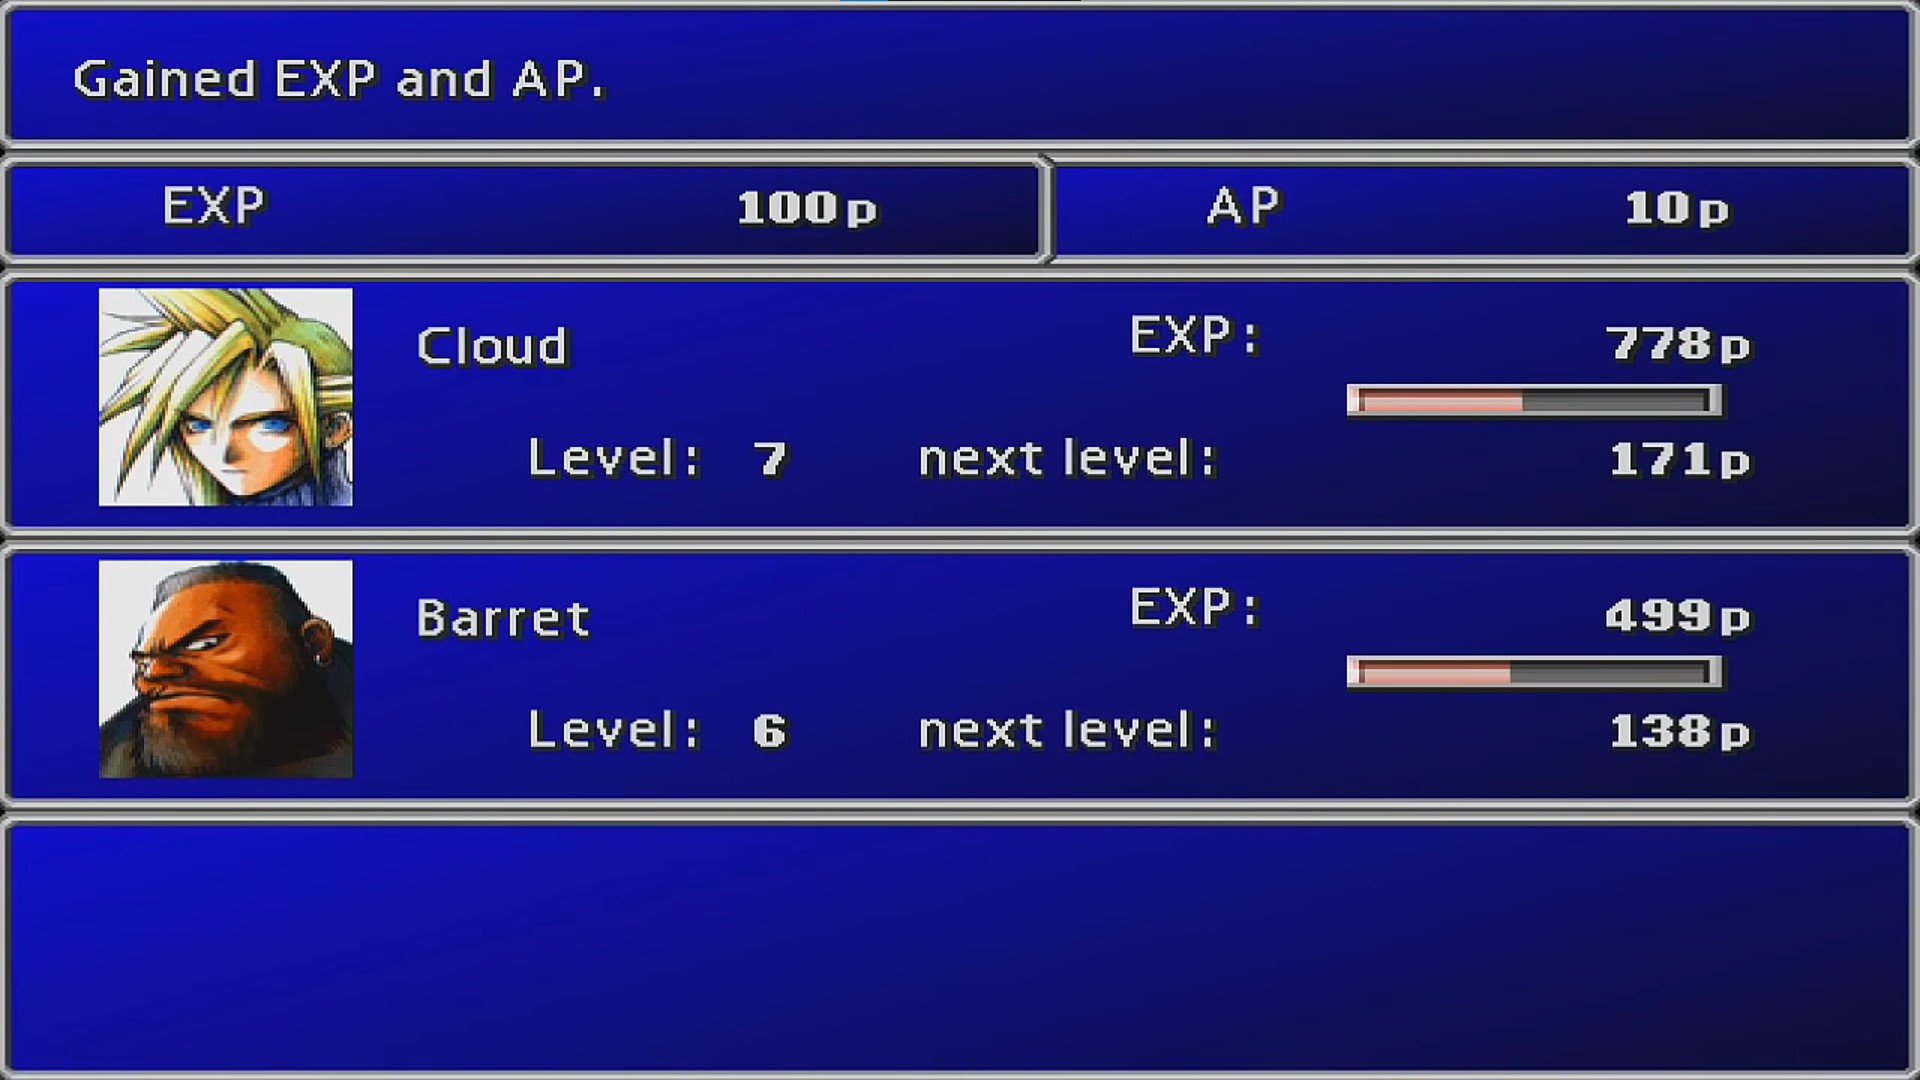 Gained EXP and AP.
EXP 100p AP 10p
Cloud EXP: 778p
Level: 7 next level: 171p
Barret EXP: 499p
Level: 6 next level: 138p